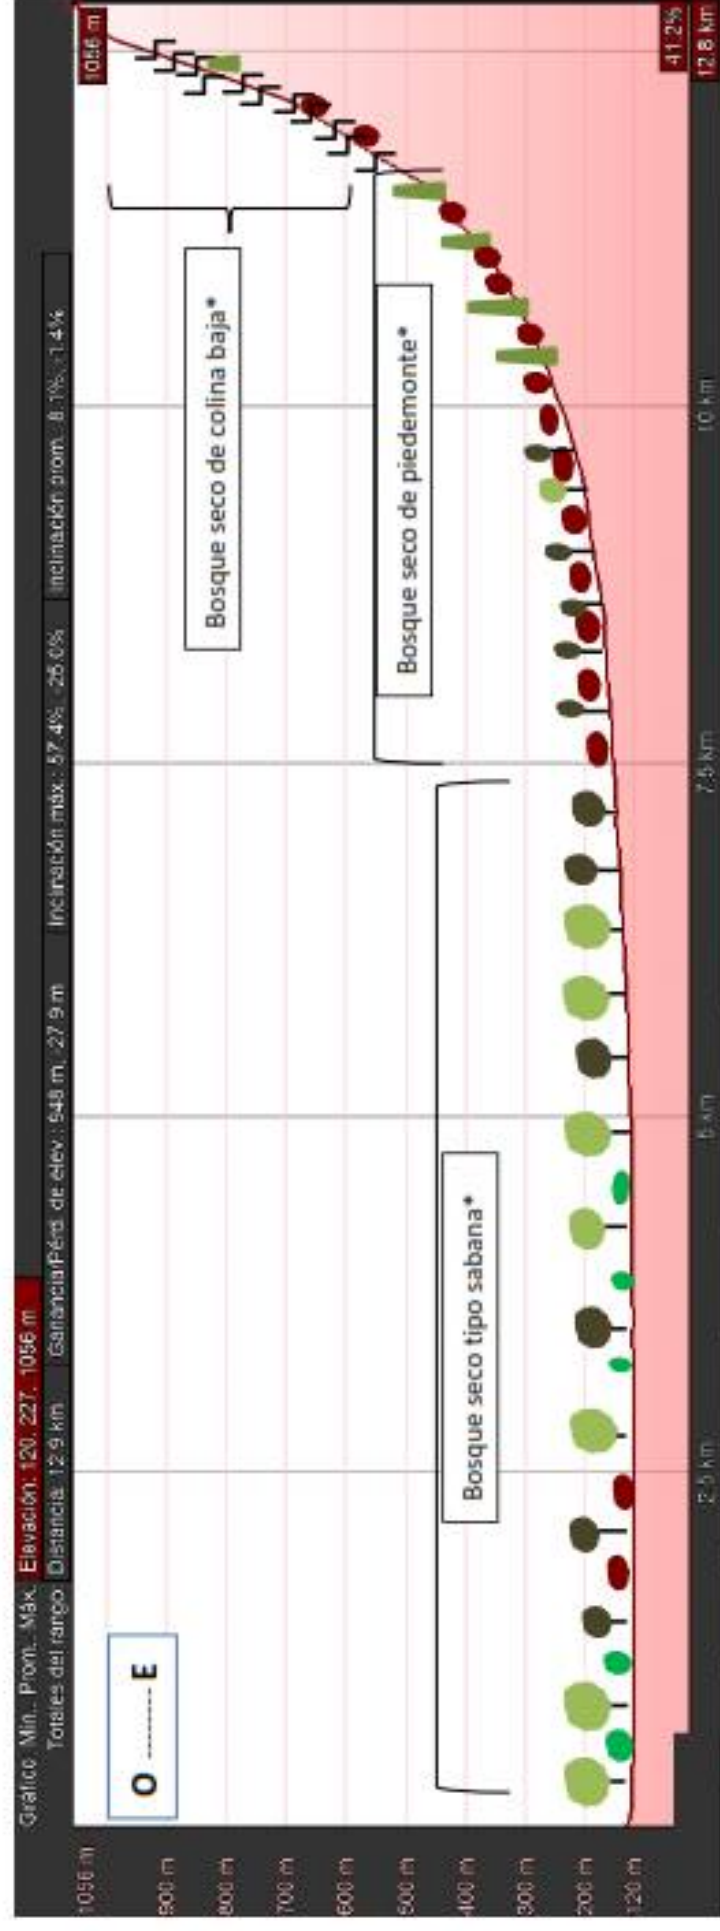 Gráfico Mín., Prom., Máx. Elevación: 120, 227, 1056 m
Totales del rango: Distancia: 12.9 km Ganancia/Pérd. de elev.: 948 m, -27.9 m Inclinación máx.: 57.4%, -26.0% Inclinación prom.: 8.1%, -1.4%
1056 m
900 m
800 m
700 m
600 m
500 m
400 m
300 m
200 m
120 m
O --------- E
Bosque seco tipo sabana*
Bosque seco de piedemonte*
Bosque seco de colina baja*
1056 m
41.2%
2.5 km
5 km
7.5 km
10 km
12.8 km